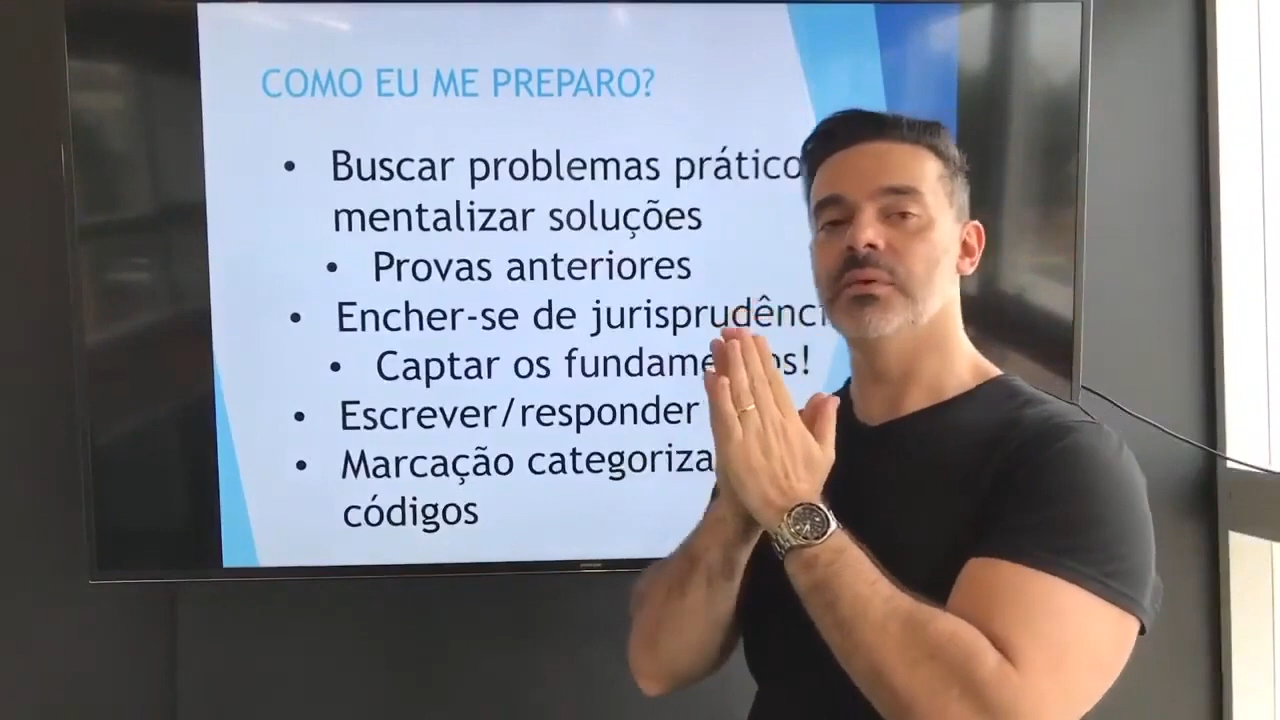 COMO EU ME PREPARO?
• Buscar problemas prático
mentalizar soluções
• Provas anteriores
• Encher-se de jurisprudênci
• Captar os fundame os!
• Escrever/responder
• Marcação categoriza
códigos